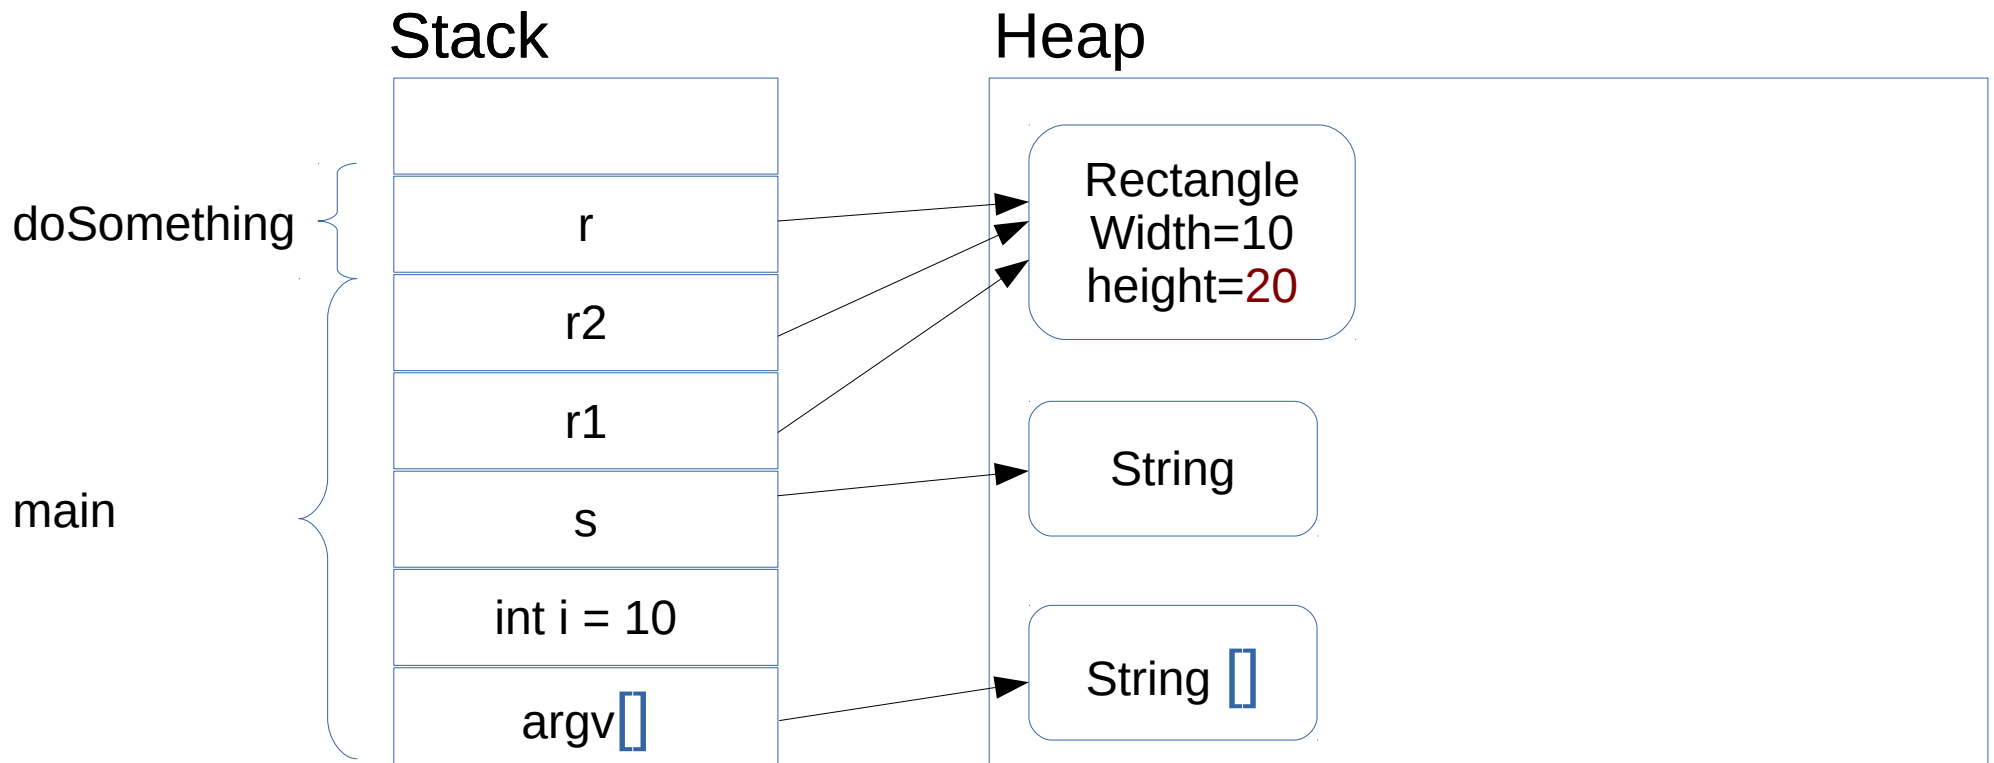 Stack
Heap
doSomething
r
r2
r1
main
s
int i = 10
argv[]
Rectangle
Width=10
height=20
String
String []